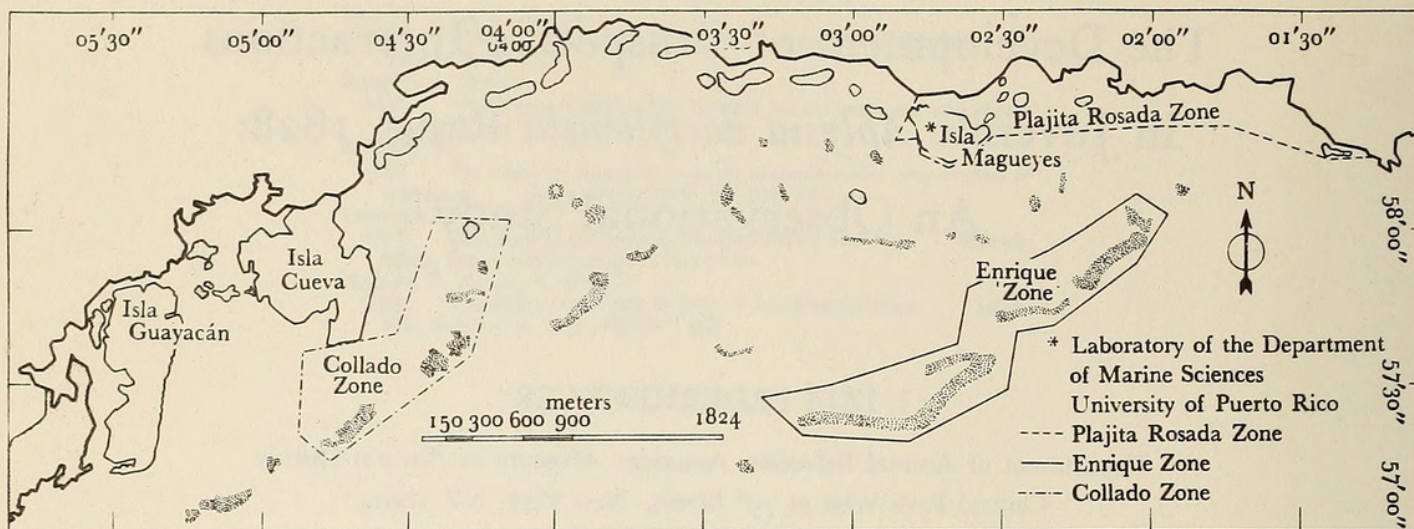 05'30"
05'00"
04'30"
04'00"
03'30"
03'00"
02'30"
02'00"
01'30"
Plajita Rosada Zone
* Isla
Magueyes
58'00"
N
Isla
Cueva
Enrique
Zone
Isla
Guayacán
* Laboratory of the Department
of Marine Sciences
University of Puerto Rico
57'30"
Collado
Zone
meters
150 300 600 900 1824
---- Plajita Rosada Zone
—— Enrique Zone
—·— Collado Zone
57'00"